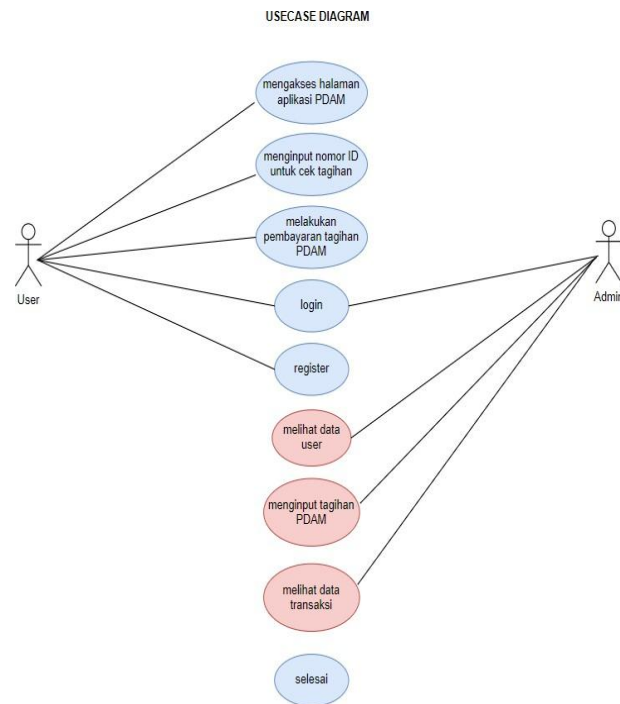 USECASE DIAGRAM
mengakses halaman
aplikasi PDAM
menginput nomor ID
untuk cek tagihan
melakukan
pembayaran tagihan
PDAM
User
login
Admin
register
melihat data
user
menginput tagihan
PDAM
melihat data
transaksi
selesai